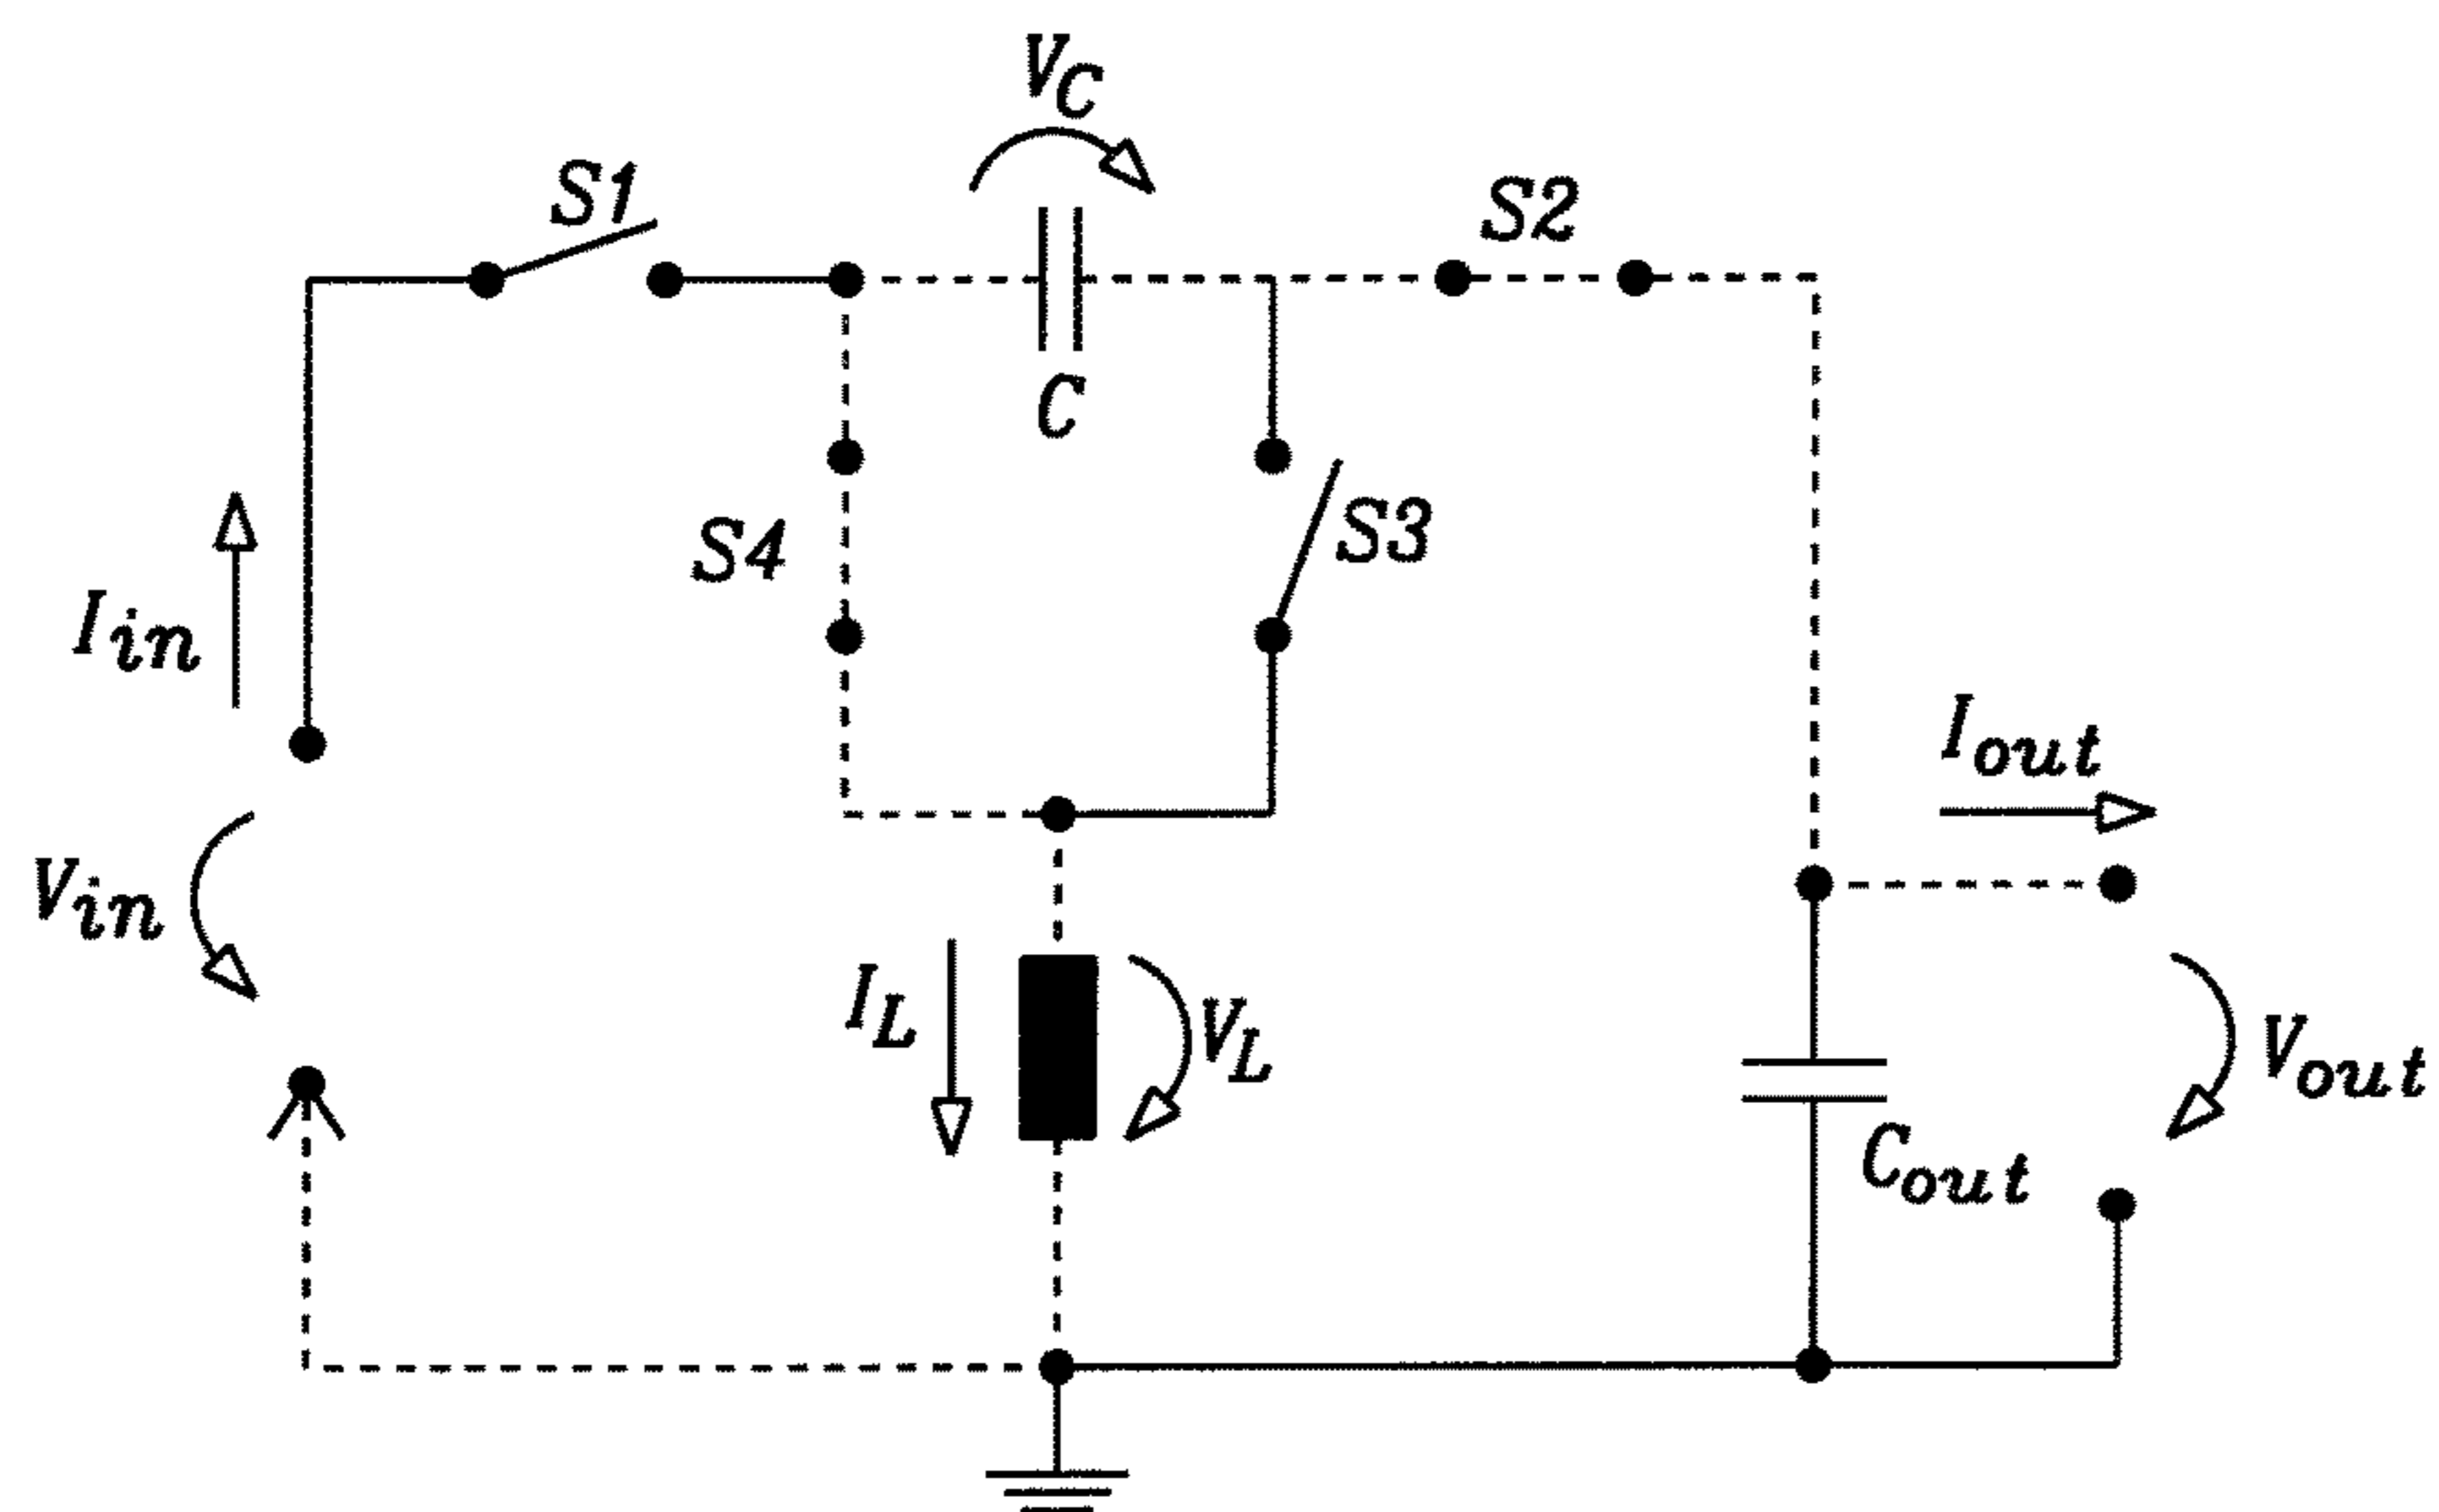 V_C
S1
S2
C
S4
S3
I_in
I_out
V_in
I_L
V_L
V_out
C_out